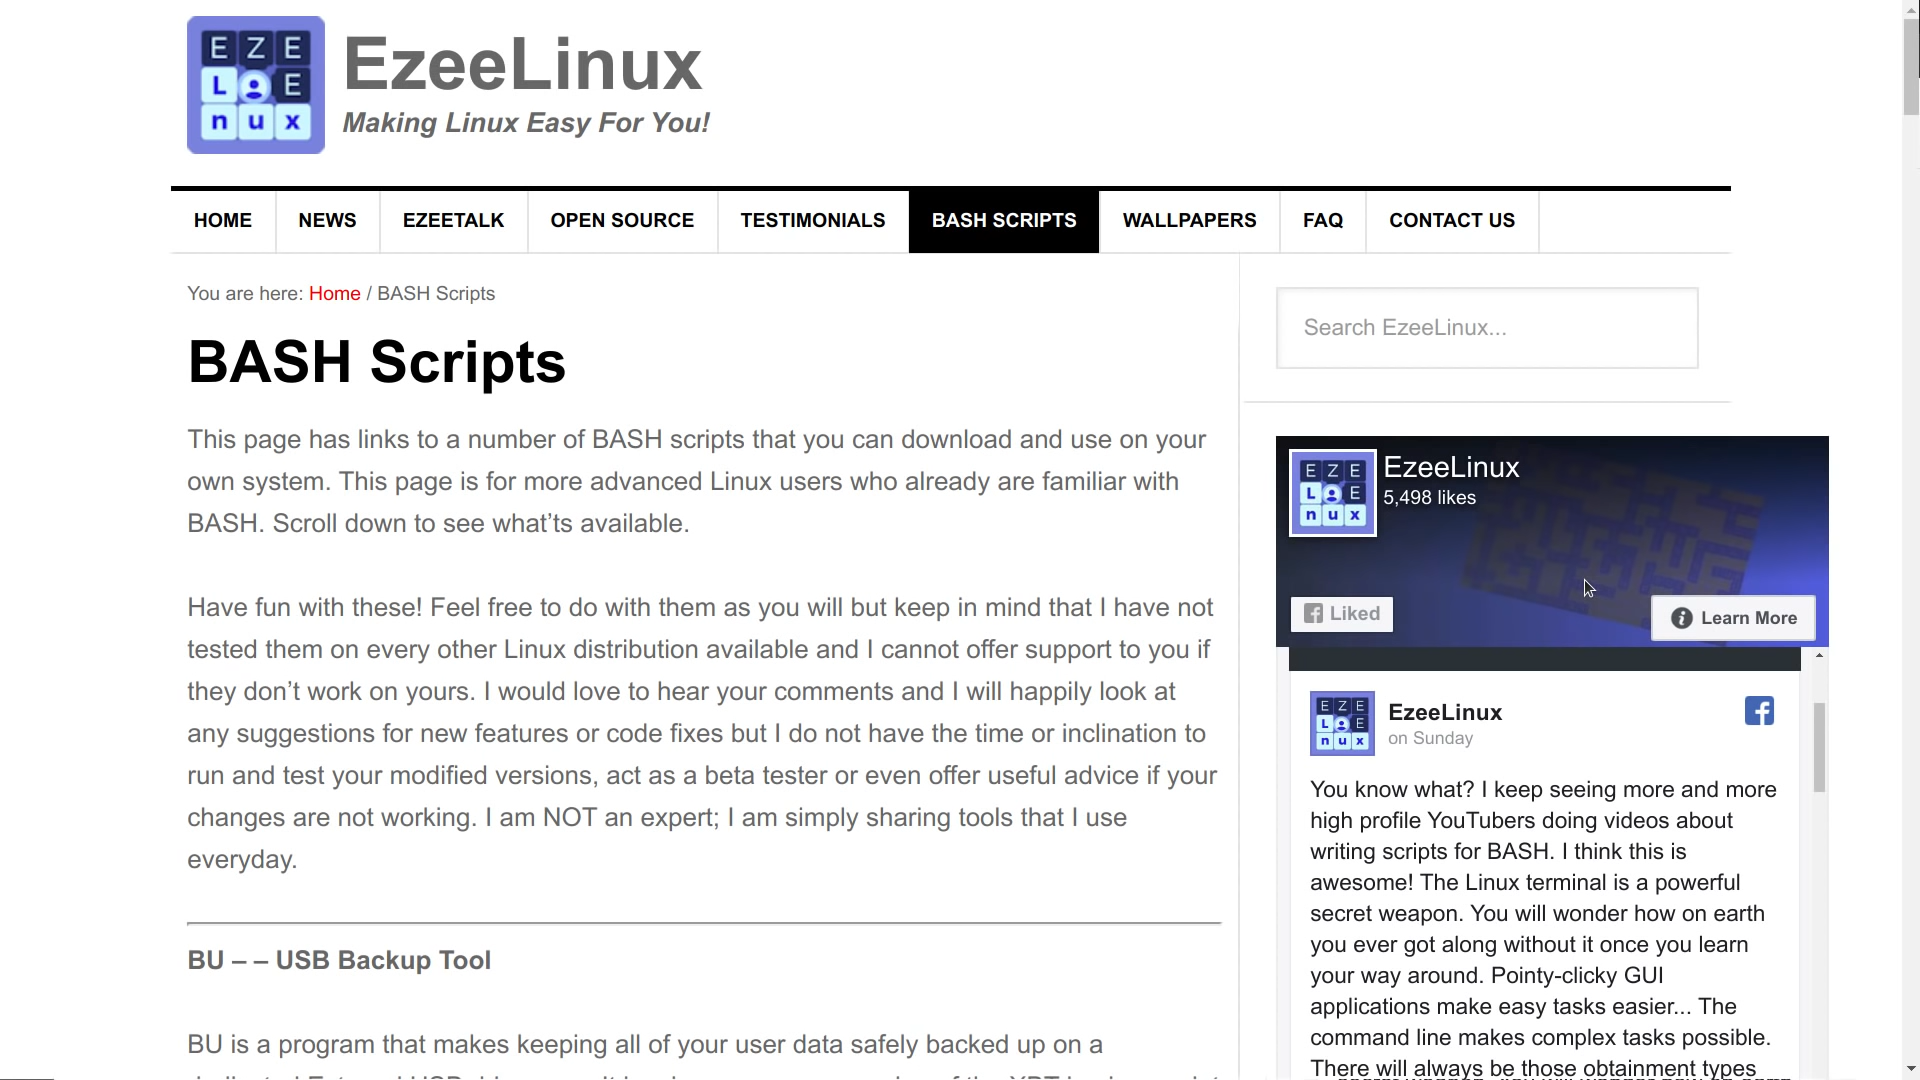 E Z E
L E
n u x
EzeeLinux
Making Linux Easy For You!
HOME
NEWS
EZEETALK
OPEN SOURCE
TESTIMONIALS
BASH SCRIPTS
WALLPAPERS
FAQ
CONTACT US
You are here: Home / BASH Scripts
BASH Scripts
This page has links to a number of BASH scripts that you can download and use on your
own system. This page is for more advanced Linux users who already are familiar with
BASH. Scroll down to see what’ts available.
Have fun with these! Feel free to do with them as you will but keep in mind that I have not
tested them on every other Linux distribution available and I cannot offer support to you if
they don’t work on yours. I would love to hear your comments and I will happily look at
any suggestions for new features or code fixes but I do not have the time or inclination to
run and test your modified versions, act as a beta tester or even offer useful advice if your
changes are not working. I am NOT an expert; I am simply sharing tools that I use
everyday.
BU – – USB Backup Tool
BU is a program that makes keeping all of your user data safely backed up on a
Search EzeeLinux...
E Z E
L E
n u x
EzeeLinux
5,498 likes
Liked
Learn More
E Z E
L E
n u x
EzeeLinux
on Sunday
You know what? I keep seeing more and more
high profile YouTubers doing videos about
writing scripts for BASH. I think this is
awesome! The Linux terminal is a powerful
secret weapon. You will wonder how on earth
you ever got along without it once you learn
your way around. Pointy-clicky GUI
applications make easy tasks easier... The
command line makes complex tasks possible.
There will always be those obtainment types